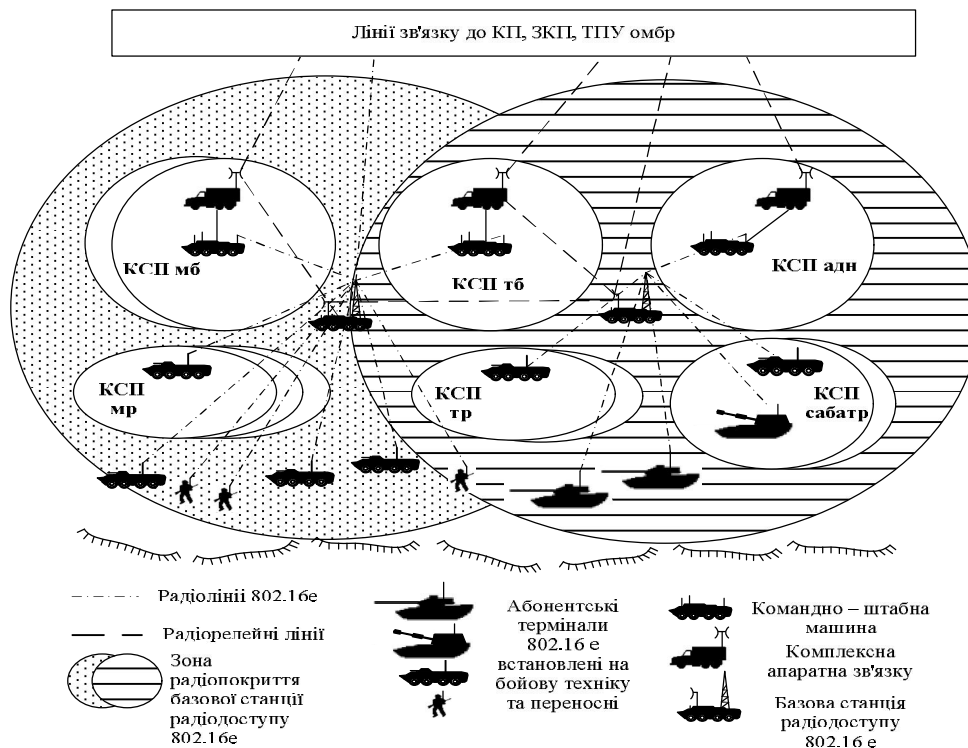 Лінії зв'язку до КП, ЗКП, ТПУ омбр
КСП мб
КСП тб
КСП адн
КСП
мр
КСП
тр
КСП
сабатр
Радіолінії 802.16е
Радіорелейні лінії
Зона
радіопокриття
базової станції
радіодоступу
802.16е
Абонентські
термінали
802.16 е
встановлені на
бойову техніку
та переносні
Командно – штабна
машина
Комплексна
апаратна зв'язку
Базова станція
радіодоступу
802.16 е